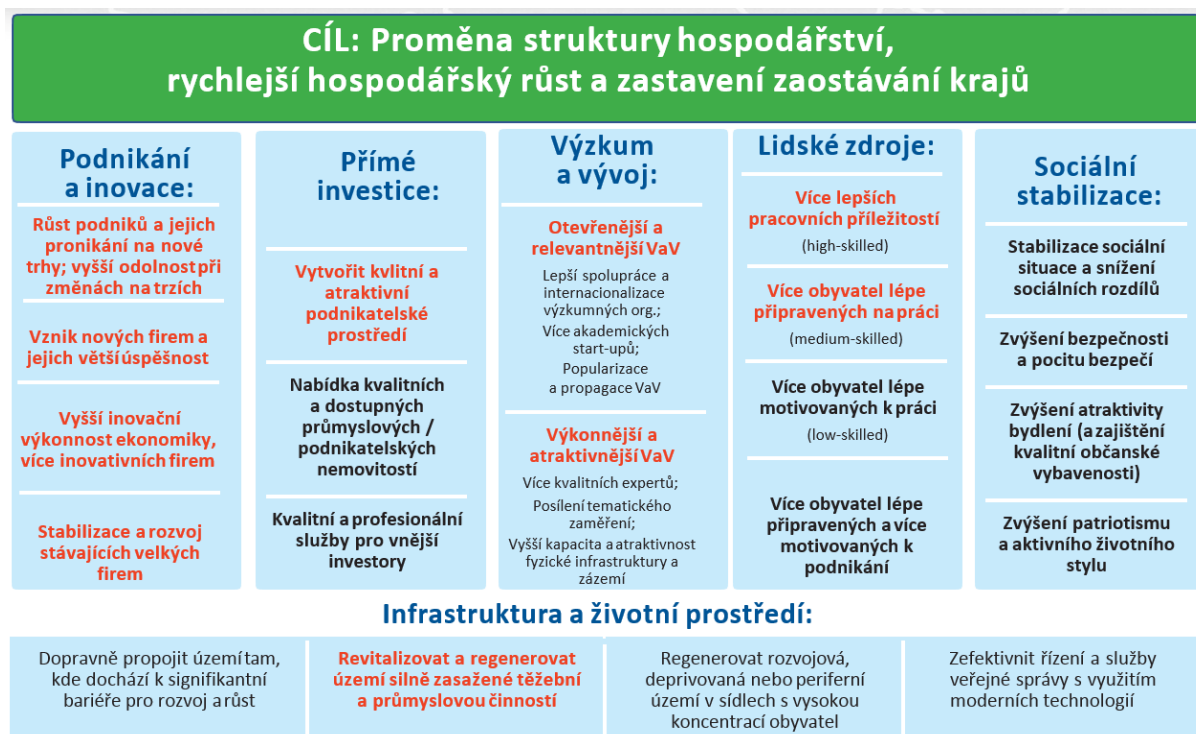 CÍL: Proměna struktury hospodářství,
rychlejší hospodářský růst a zastavení zaostávání krajů
Podnikání
a inovace:
Růst podniků a jejich
pronikání na nové
trhy; vyšší odolnost při
změnách na trzích
Vznik nových firem a
jejich větší úspěšnost
Vyšší inovační
výkonnost ekonomiky,
více inovativních firem
Stabilizace a rozvoj
stávajících velkých
firem
Přímé
investice:
Vytvořit kvlitní a
atraktivní
podnikatelské
prostředí
Nabídka kvalitních
a dostupných
průmyslových /
podnikatelských
nemovitostí
Kvalitní a profesionální
služby pro vnější
investory
Výzkum
a vývoj:
Otevřenější a
relevantnější VaV
Lepší spolupráce a
internacionalizace
výzkumných org.;
Více akademických
start-upů;
Popularizace
a propagace VaV
Výkonnější a
atraktivnější VaV
Více kvalitních expertů;
Posílení tematického
zaměření;
Vyšší kapacita a atraktivnost
fyzické infrastruktury a
zázemí
Lidské zdroje:
Více lepších
pracovních příležitostí
(high-skilled)
Více obyvatel lépe
připravených na práci
(medium-skilled)
Více obyvatel lépe
motivovaných k práci
(low-skilled)
Více obyvatel lépe
připravených a více
motivovaných k
podnikání
Sociální
stabilizace:
Stabilizace sociální
situace a snížení
sociálních rozdílů
Zvýšení bezpečnosti
a pocitu bezpečí
Zvýšení atraktivity
bydlení (a zajištění
kvalitní občanské
vybavenosti)
Zvýšení patriotismu
a aktivního životního
stylu
Infrastruktura a životní prostředí:
Dopravně propojit území tam,
kde dochází k signifikantní
bariéře pro rozvoj a růst
Revitalizovat a regenerovat
území silně zasažené těžební
a průmyslovou činností
Regenerovat rozvojová,
deprivovaná nebo periferní
území v sídlech s vysokou
koncentrací obyvatel
Zefektivnit řízení a služby
veřejné správy s využitím
moderních technologií